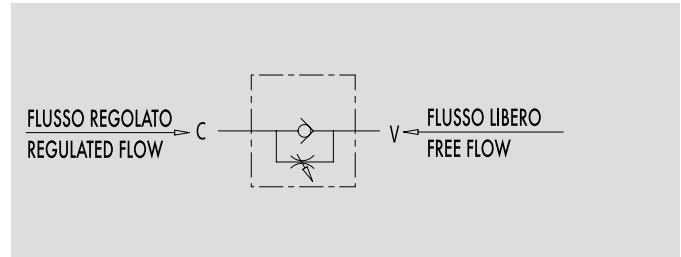 FLUSSO REGOLATO
REGULATED FLOW
C
V
FLUSSO LIBERO
FREE FLOW